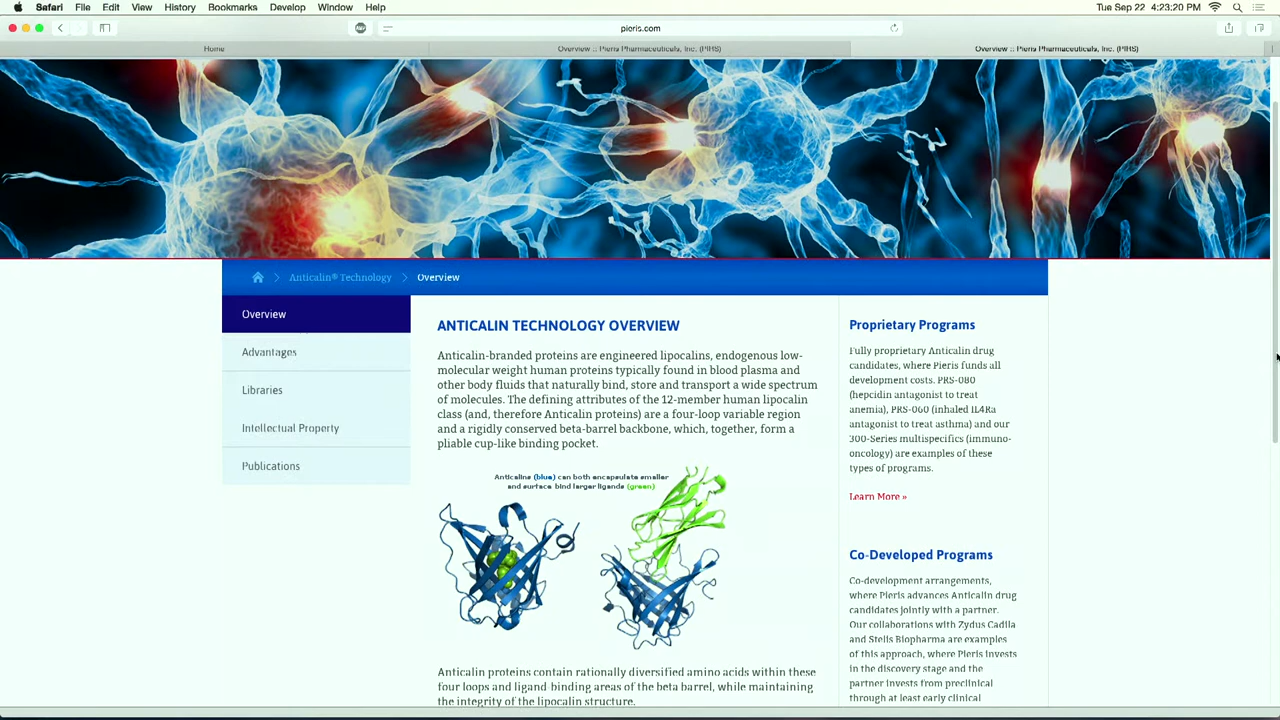 Safari File Edit View History Bookmarks Develop Window Help Tue Sep 22 4:23:20 PM
pieris.com
Home Overview :: Pieris Pharmaceuticals, Inc. (PIRS) Overview :: Pieris Pharmaceuticals, Inc. (PIRS)
Anticalin® Technology Overview
Overview
Advantages
Libraries
Intellectual Property
Publications
ANTICALIN TECHNOLOGY OVERVIEW
Anticalin-branded proteins are engineered lipocalins, endogenous low-
molecular weight human proteins typically found in blood plasma and
other body fluids that naturally bind, store and transport a wide spectrum
of molecules. The defining attributes of the 12-member human lipocalin
class (and, therefore Anticalin proteins) are a four-loop variable region
and a rigidly conserved beta-barrel backbone, which, together, form a
pliable cup-like binding pocket.
Anticalins (blue) can both encapsulate smaller
and surface bind larger ligands (green)
Anticalin proteins contain rationally diversified amino acids within these
four loops and ligand-binding areas of the beta barrel, while maintaining
the integrity of the lipocalin structure.
Proprietary Programs
Fully proprietary Anticalin drug
candidates, where Pieris funds all
development costs. PRS-080
(hepcidin antagonist to treat
anemia), PRS-060 (inhaled IL4Ra
antagonist to treat asthma) and our
300-Series multispecifics (immuno-
oncology) are examples of these
types of programs.
Learn More »
Co-Developed Programs
Co-development arrangements,
where Pieris advances Anticalin drug
candidates jointly with a partner.
Our collaborations with Zydus Cadila
and Stelis Biopharma are examples
of this approach, where Pieris invests
in the discovery stage and the
partner invests from preclinical
through at least early clinical